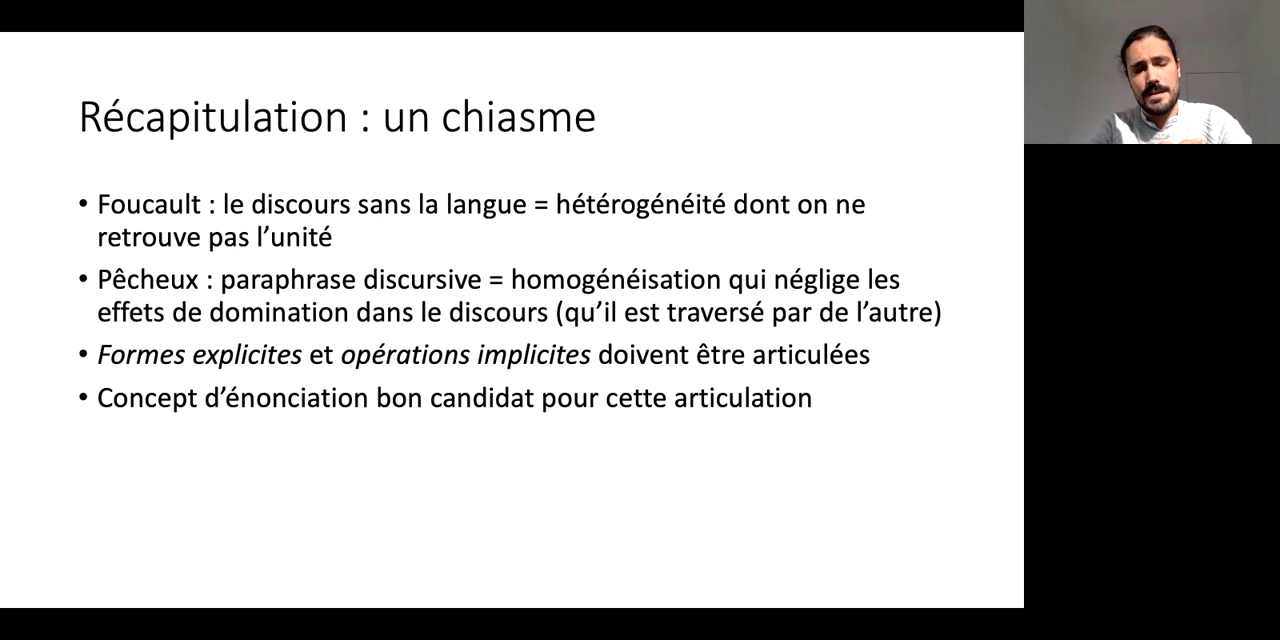 Récapitulation : un chiasme
• Foucault : le discours sans la langue = hétérogénéité dont on ne
retrouve pas l’unité
• Pêcheux : paraphrase discursive = homogénéisation qui néglige les
effets de domination dans le discours (qu’il est traversé par de l’autre)
• Formes explicites et opérations implicites doivent être articulées
• Concept d’énonciation bon candidat pour cette articulation